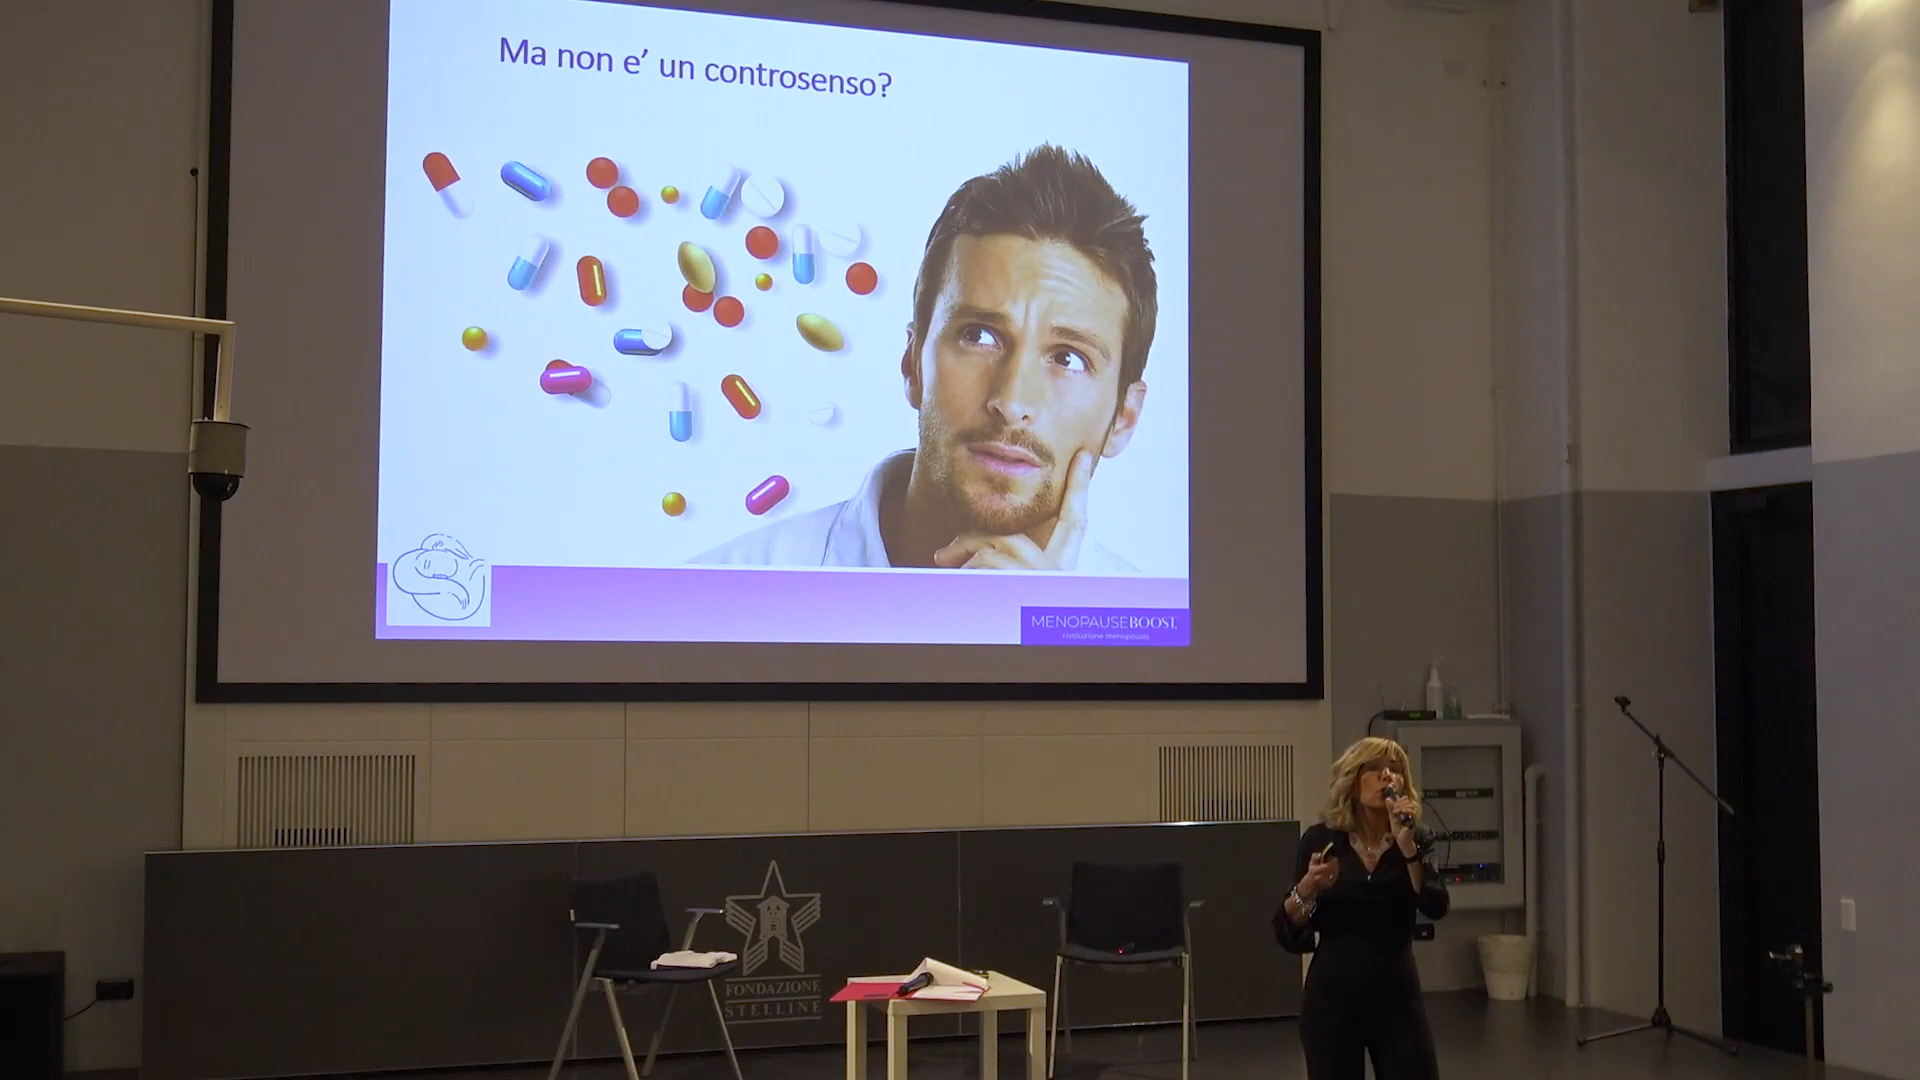 Ma non e’ un controsenso?
MENOPAUSEBOOST.
rivoluzione menopausa
FONDAZIONE
STELLINE